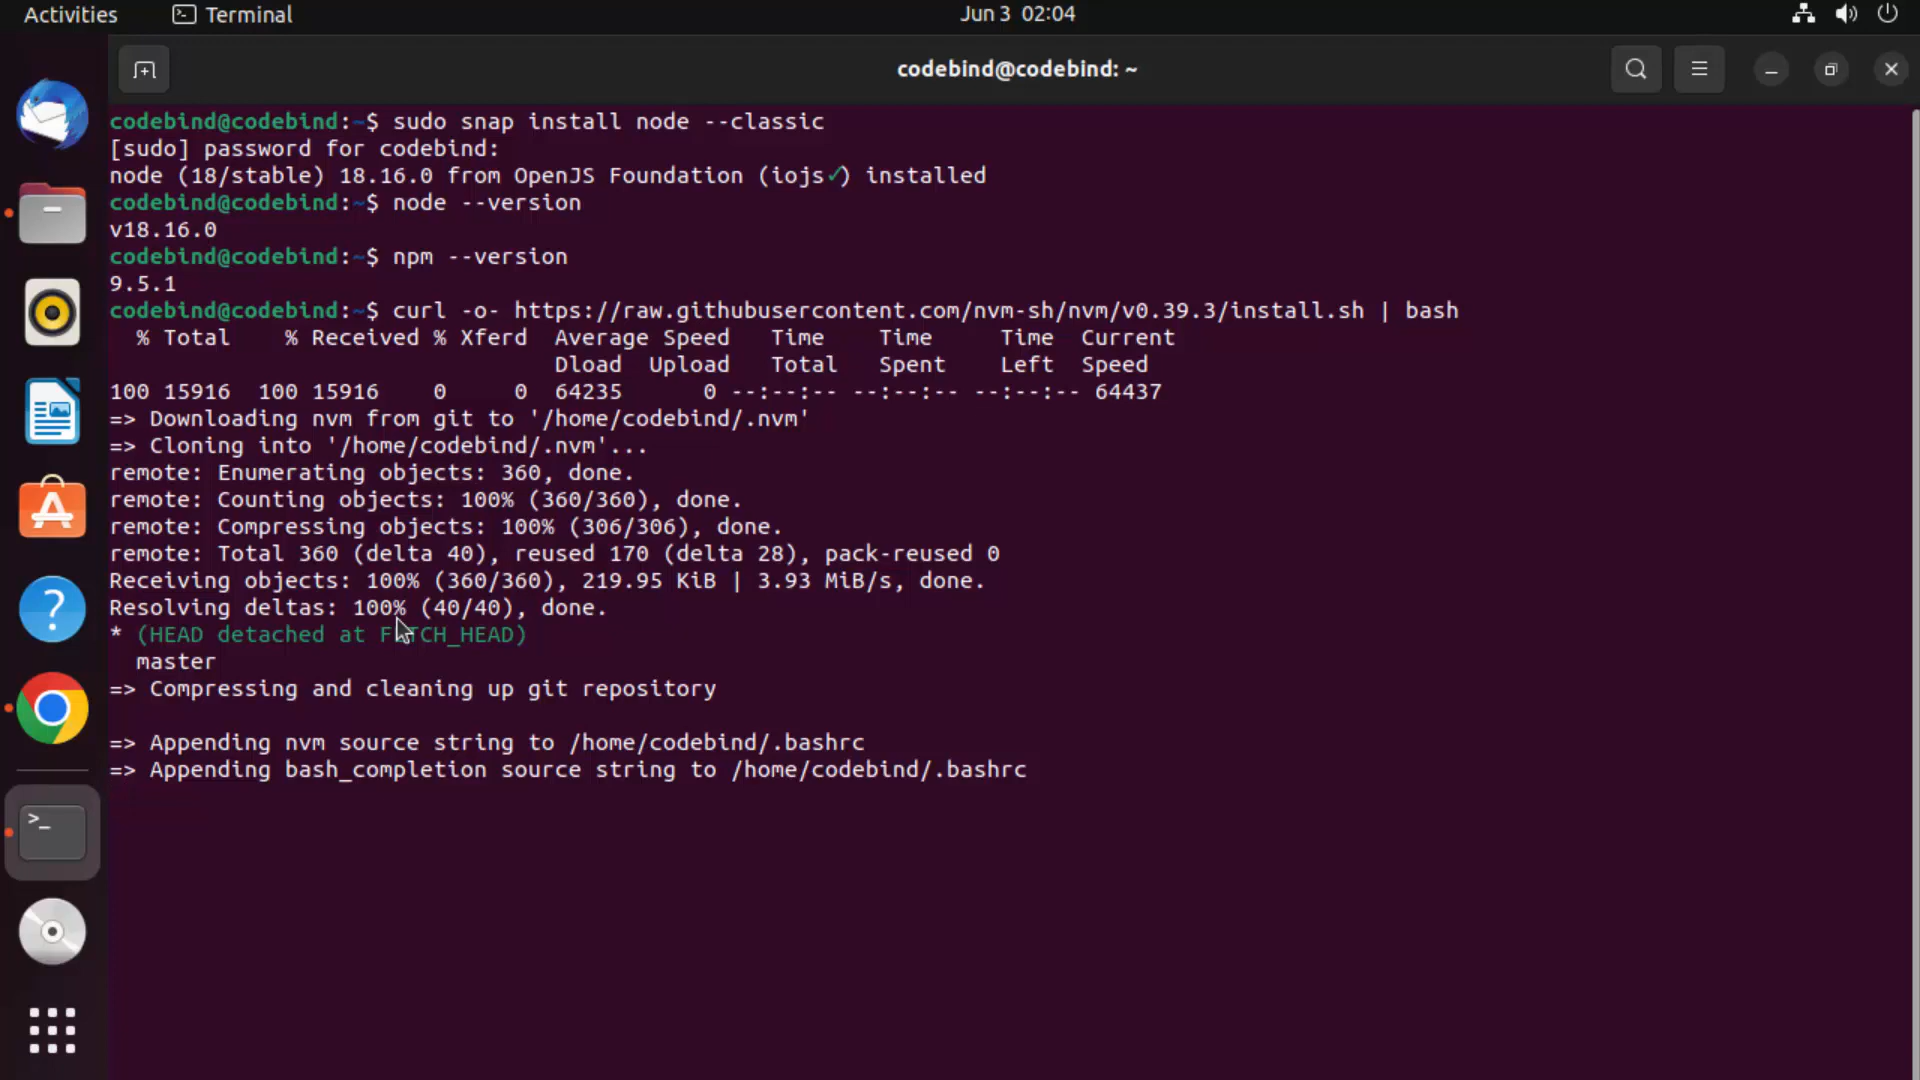 Activities Terminal Jun 3 02:04
codebind@codebind: ~
codebind@codebind:~$ sudo snap install node --classic
[sudo] password for codebind:
node (18/stable) 18.16.0 from OpenJS Foundation (iojs✓) installed
codebind@codebind:~$ node --version
v18.16.0
codebind@codebind:~$ npm --version
9.5.1
codebind@codebind:~$ curl -o- https://raw.githubusercontent.com/nvm-sh/nvm/v0.39.3/install.sh | bash
  % Total    % Received % Xferd  Average Speed   Time    Time     Time  Current
                                 Dload  Upload   Total   Spent    Left  Speed
100 15916  100 15916    0     0  64235      0 --:--:-- --:--:-- --:--:-- 64437
=> Downloading nvm from git to '/home/codebind/.nvm'
=> Cloning into '/home/codebind/.nvm'...
remote: Enumerating objects: 360, done.
remote: Counting objects: 100% (360/360), done.
remote: Compressing objects: 100% (306/306), done.
remote: Total 360 (delta 40), reused 170 (delta 28), pack-reused 0
Receiving objects: 100% (360/360), 219.95 KiB | 3.93 MiB/s, done.
Resolving deltas: 100% (40/40), done.
* (HEAD detached at FETCH_HEAD)
  master
=> Compressing and cleaning up git repository
=> Appending nvm source string to /home/codebind/.bashrc
=> Appending bash_completion source string to /home/codebind/.bashrc